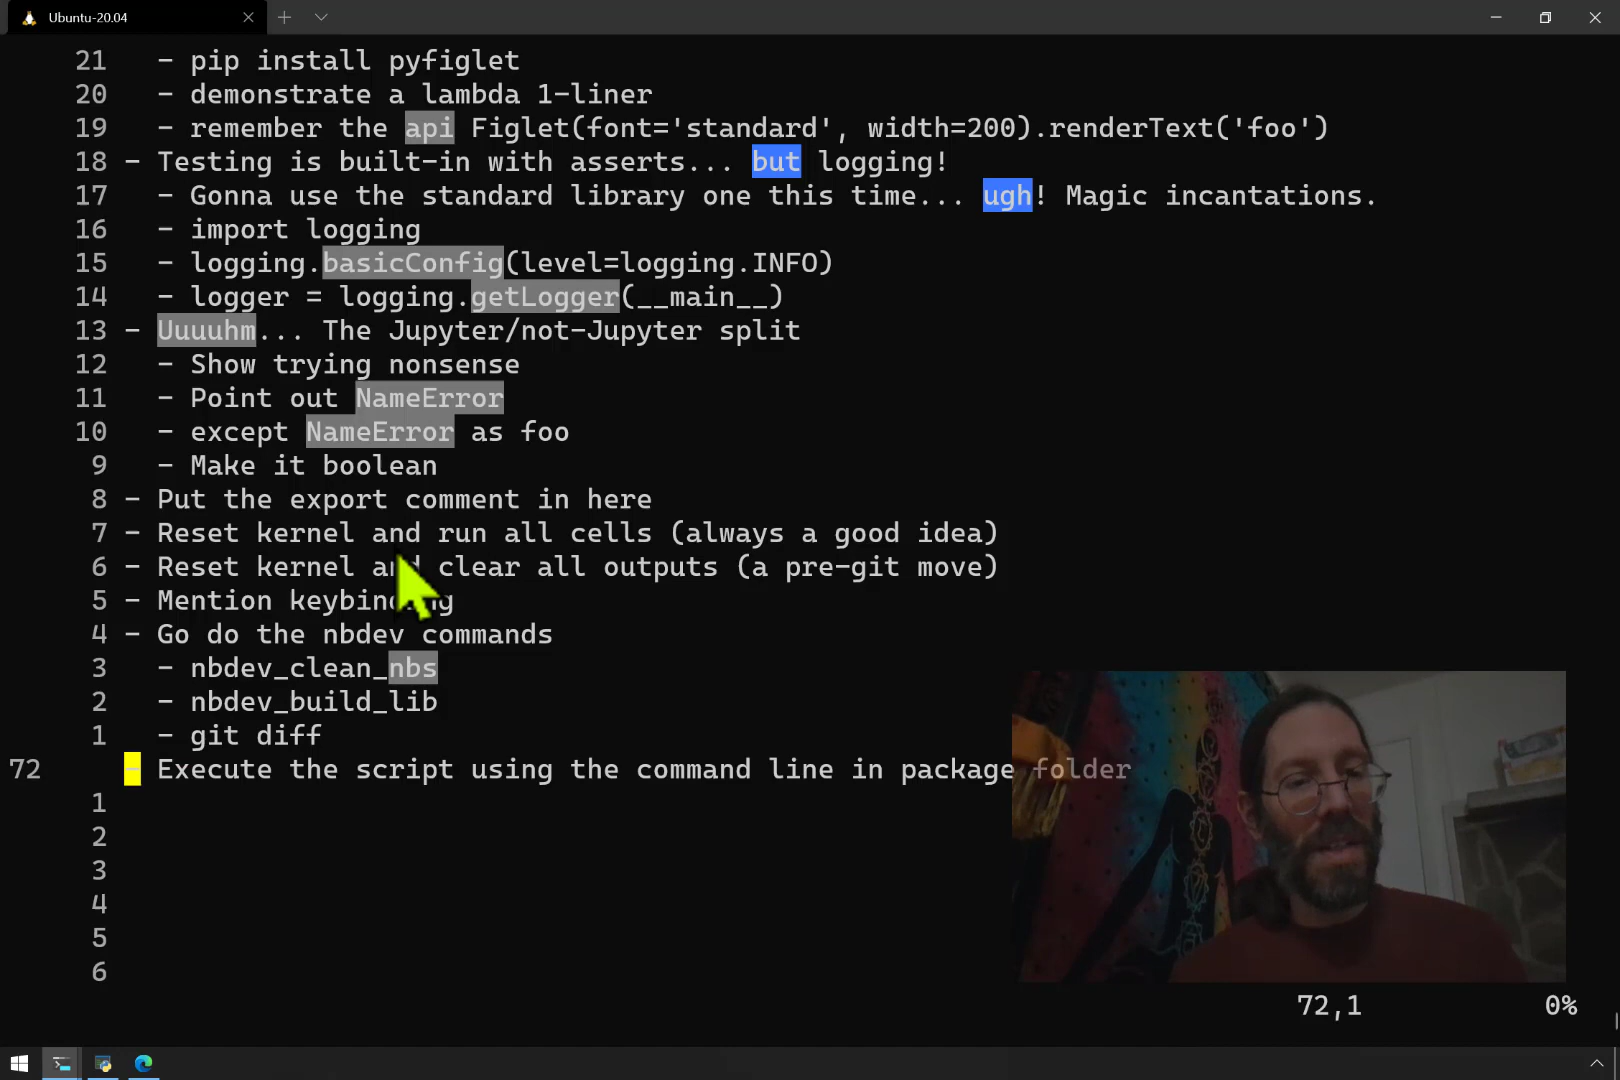 Ubuntu-20.04
21 - pip install pyfiglet
20 - demonstrate a lambda 1-liner
19 - remember the api Figlet(font='standard', width=200).renderText('foo')
18 - Testing is built-in with asserts... but logging!
17 - Gonna use the standard library one this time... ugh! Magic incantations.
16 - import logging
15 - logging.basicConfig(level=logging.INFO)
14 - logger = logging.getLogger(__main__)
13 - Uuuuhm... The Jupyter/not-Jupyter split
12 - Show trying nonsense
11 - Point out NameError
10 - except NameError as foo
9 - Make it boolean
8 - Put the export comment in here
7 - Reset kernel and run all cells (always a good idea)
6 - Reset kernel and clear all outputs (a pre-git move)
5 - Mention keybinding
4 - Go do the nbdev commands
3 - nbdev_clean_nbs
2 - nbdev_build_lib
1 - git diff
72 - Execute the script using the command line in package folder
1
2
3
4
5
6
72,1 0%